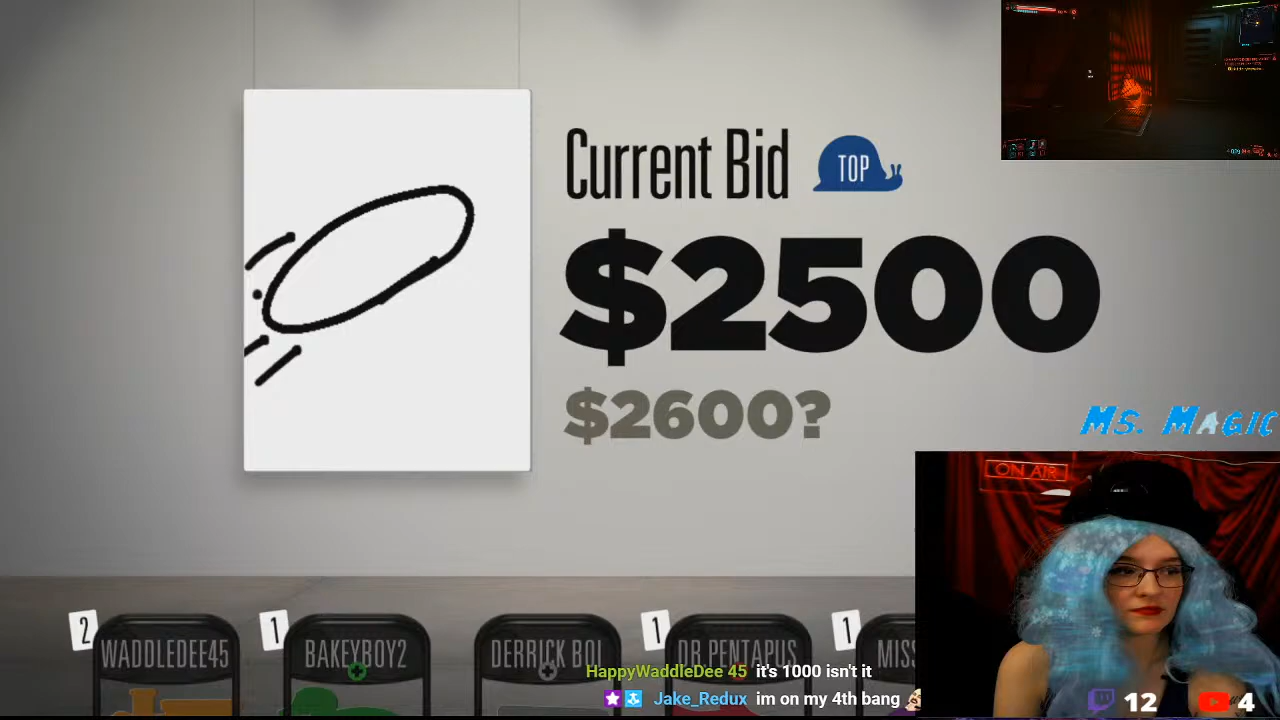 Current Bid
TOP
$2500
$2600?
Ms. MAGIC
ON AIR
2
WADDLEDEE45
1
BAKEYBOY2
DERRICK BOI
1
DR PENTAPUS
1
HappyWaddleDee 45 it's 1000 isn't it
Jake_Redux im on my 4th bang
12
4